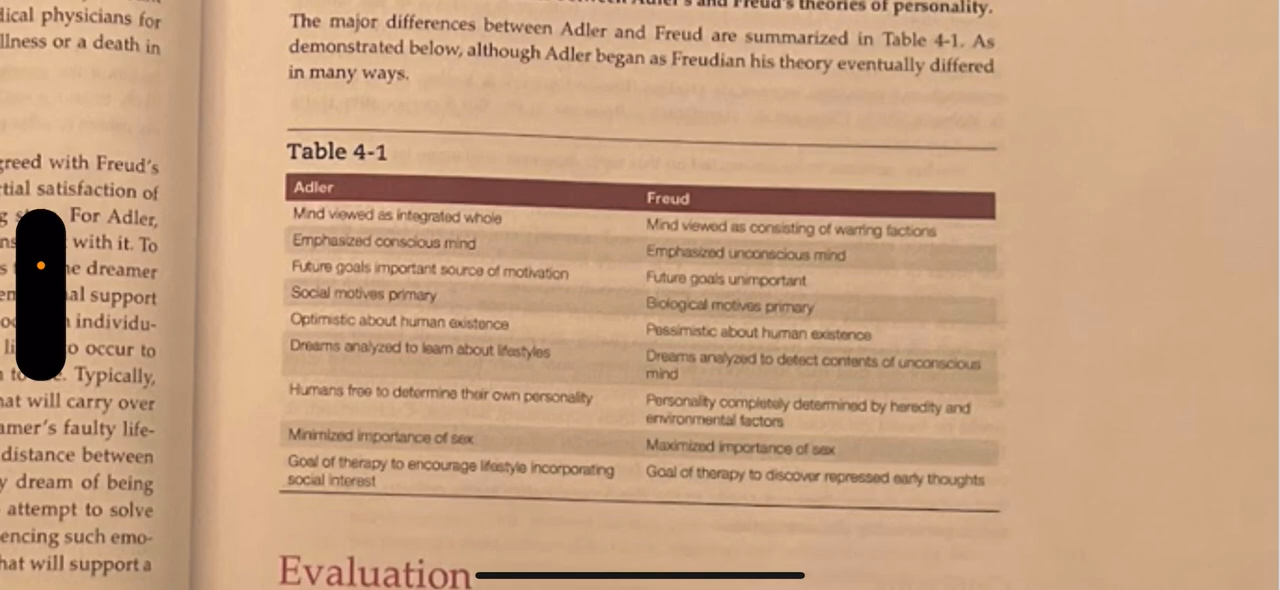 dical physicians for
llness or a death in
greed with Freud's
tial satisfaction of
For Adler,
with it. To
dreamer
support
individu-
occur to
Typically,
hat will carry over
amer's faulty life-
distance between
y dream of being
attempt to solve
encing such emo-
hat will support a
and Freud's theories of personality.
The major differences between Adler and Freud are summarized in Table 4-1. As
demonstrated below, although Adler began as Freudian his theory eventually differed
in many ways.
Table 4-1
Adler Freud
Mind viewed as integrated whole Mind viewed as consisting of warring factions
Emphasized conscious mind Emphasized unconscious mind
Future goals important source of motivation Future goals unimportant
Social motives primary Biological motives primary
Optimistic about human existence Pessimistic about human existence
Dreams analyzed to learn about lifestyles Dreams analyzed to detect contents of unconscious
mind
Humans free to determine their own personality Personality completely determined by heredity and
environmental factors
Minimized importance of sex Maximized importance of sex
Goal of therapy to encourage lifestyle incorporating Goal of therapy to discover repressed early thoughts
social interest
Evaluation